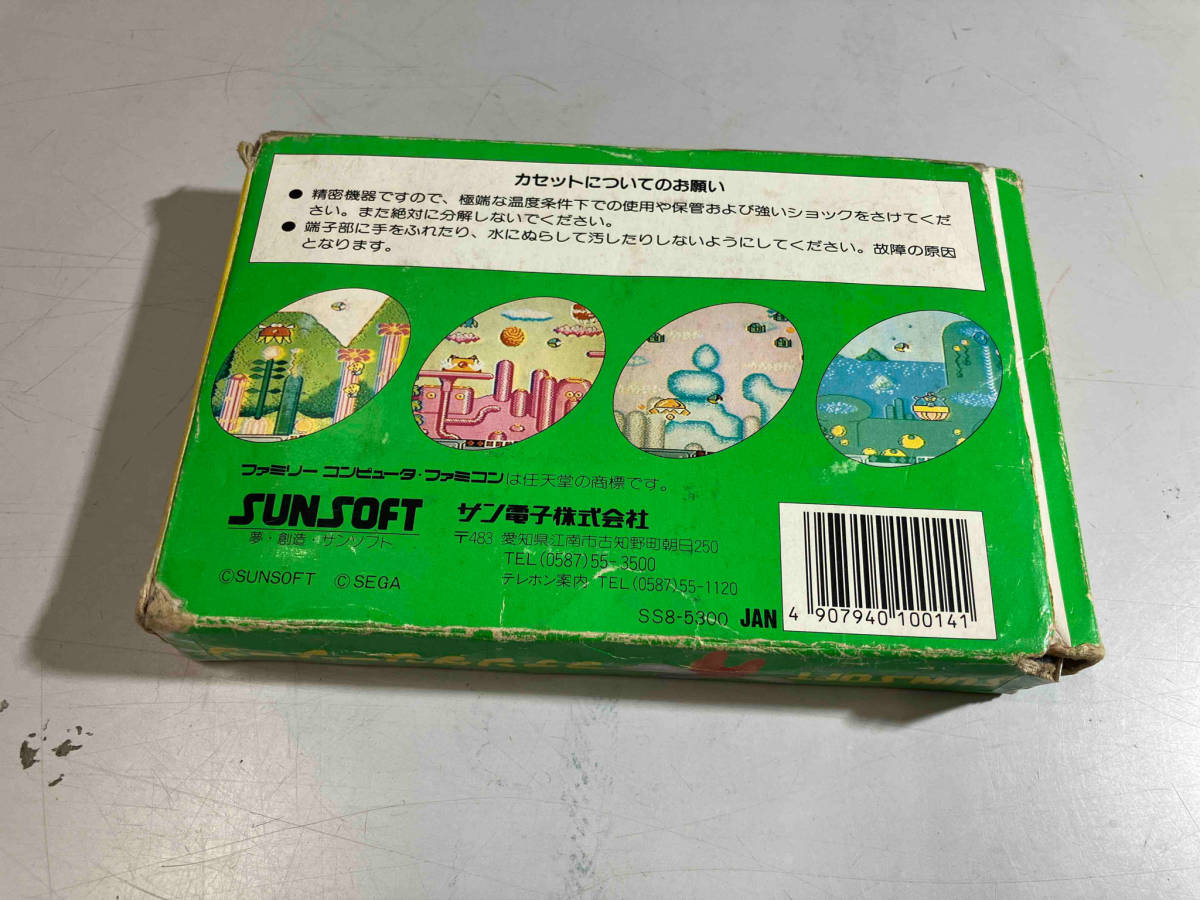 カセットについてのお願い
● 精密機器ですので、極端な温度条件下での使用や保管および強いショックをさけてくだ
さい。また絶対に分解しないでください。
● 端子部に手をふれたり、水にぬらして汚したりしないようにしてください。故障の原因
となります。
ファミリー コンピュータ・ファミコンは任天堂の商標です。
SUNSOFT
夢・創造・サンソフト
サン電子株式会社
〒483 愛知県江南市古知野町朝日250
TEL(0587)55-3500
テレホン案内 TEL(0587)55-1120
©SUNSOFT ©SEGA
SS8-5300 JAN
4 907940 100141
SUNSOFT